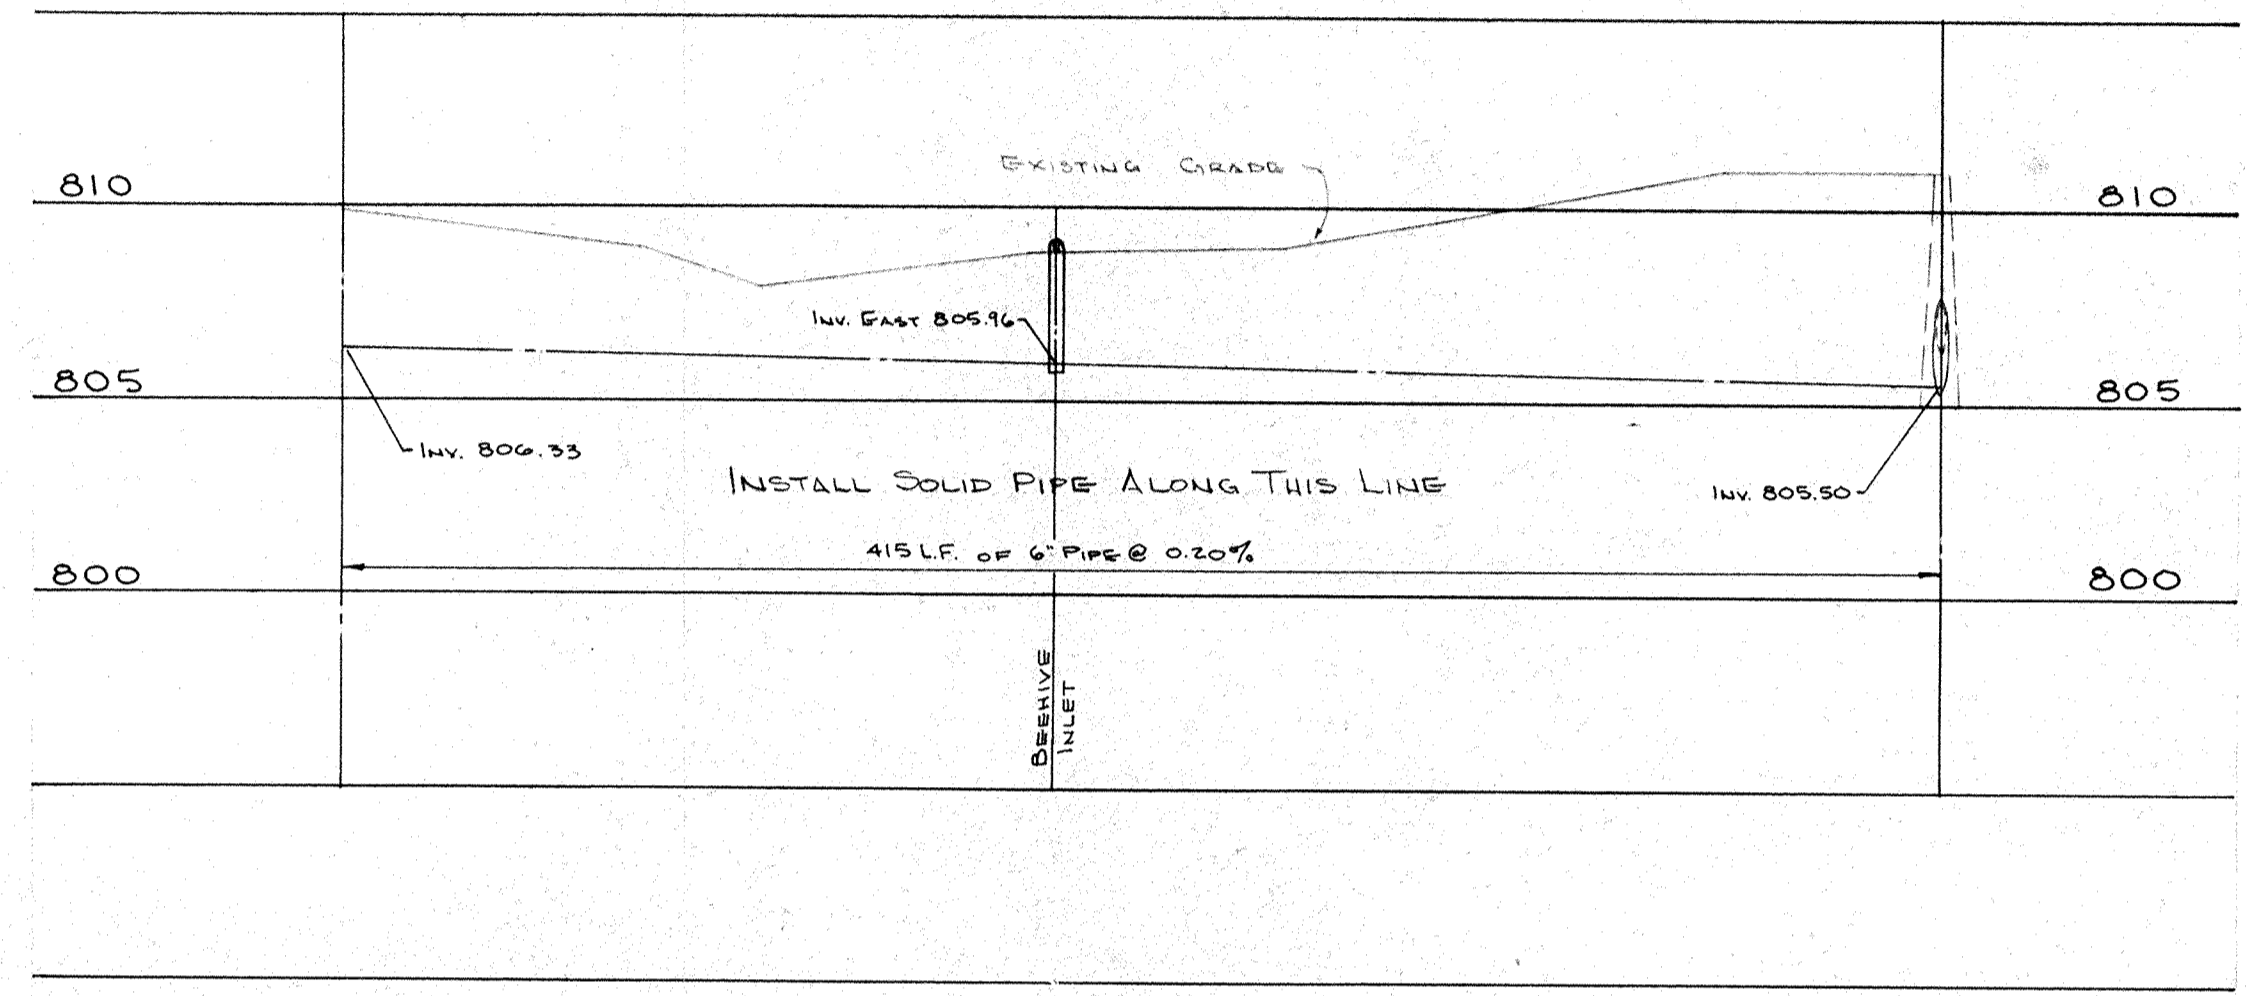 EXISTING GRADE
810
810
INV. EAST 805.96
805
805
INV. 806.33
INSTALL SOLID PIPE ALONG THIS LINE
INV. 805.50
415 L.F. OF 6" PIPE @ 0.20%
800
800
BEEHIVE
INLET